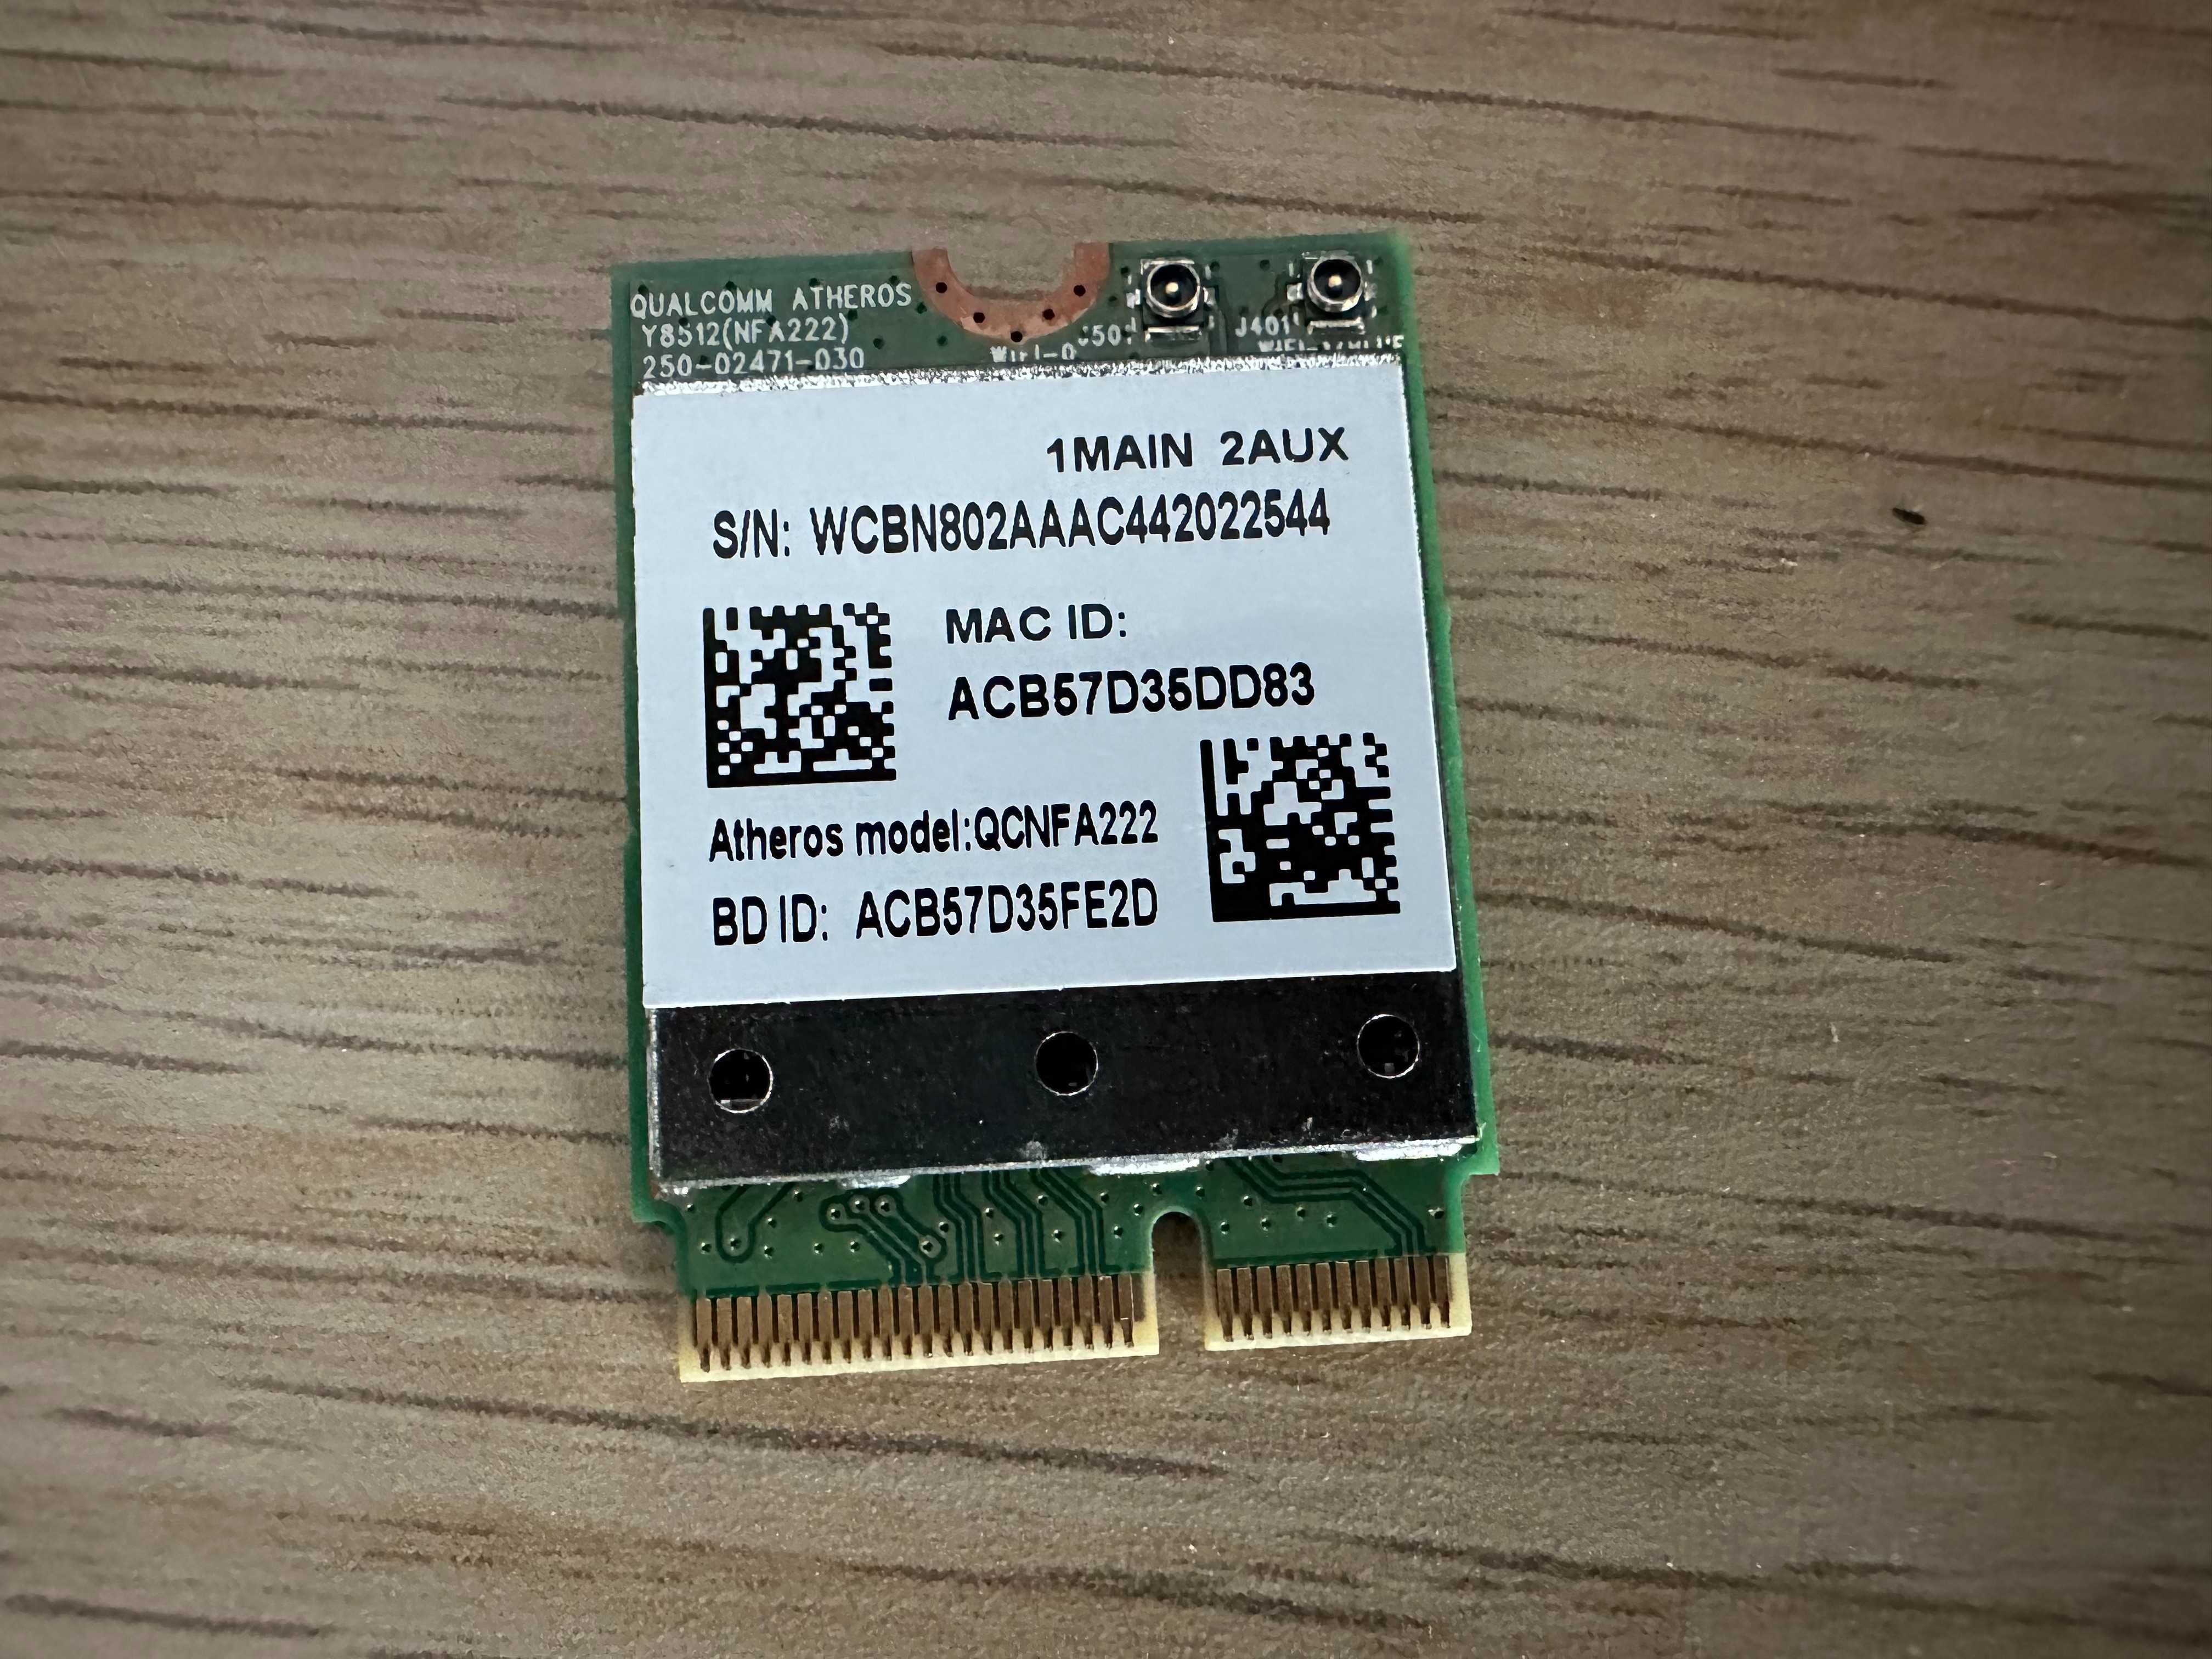 QUALCOMM ATHEROS
Y8512(NFA222)
250-02471-030
J401
1MAIN 2AUX
S/N: WCBN802AAAC442022544
MAC ID:
ACB57D35DD83
Atheros model:QCNFA222
BD ID: ACB57D35FE2D